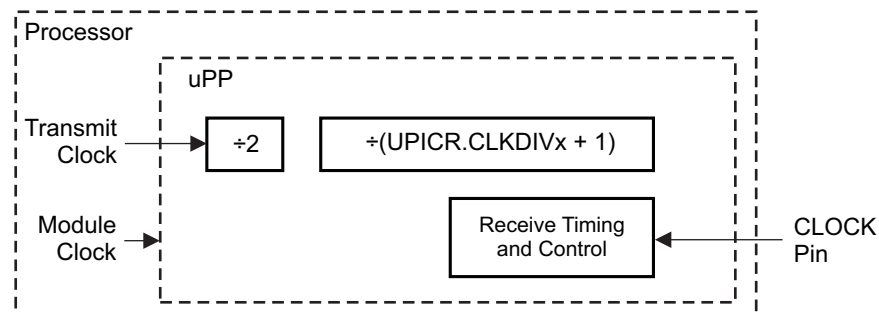 Processor
uPP
Transmit
Clock
÷2
÷(UPICR.CLKDIVx + 1)
Module
Clock
Receive Timing
and Control
CLOCK
Pin